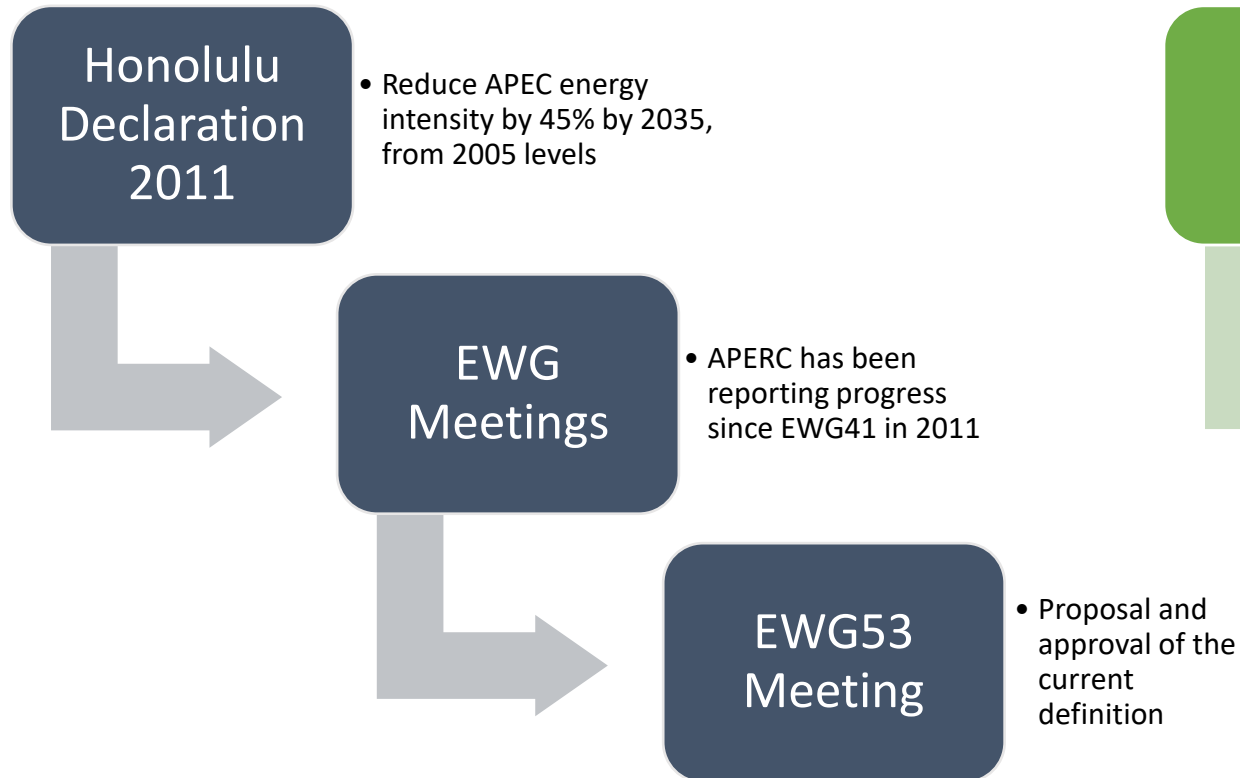 Honolulu
Declaration
2011
• Reduce APEC energy
intensity by 45% by 2035,
from 2005 levels
EWG
Meetings
• APERC has been
reporting progress
since EWG41 in 2011
EWG53
Meeting
• Proposal and
approval of the
current
definition